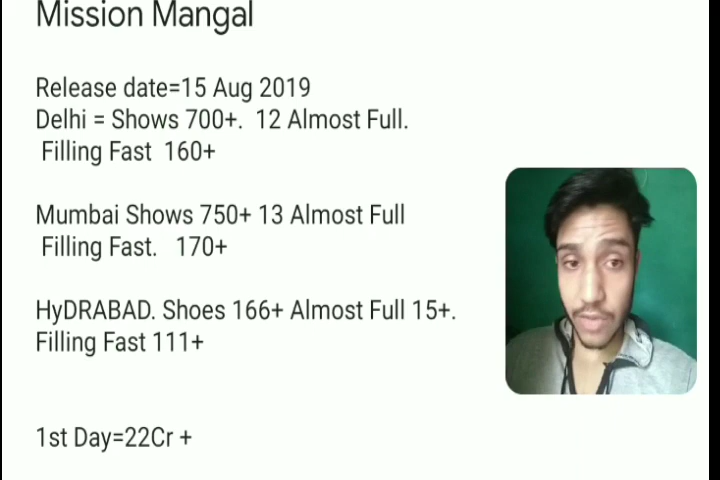 Mission Mangal
Release date=15 Aug 2019
Delhi = Shows 700+.  12 Almost Full.
Filling Fast  160+
Mumbai Shows 750+ 13 Almost Full
Filling Fast.   170+
HyDRABAD. Shoes 166+ Almost Full 15+.
Filling Fast 111+
1st Day=22Cr +